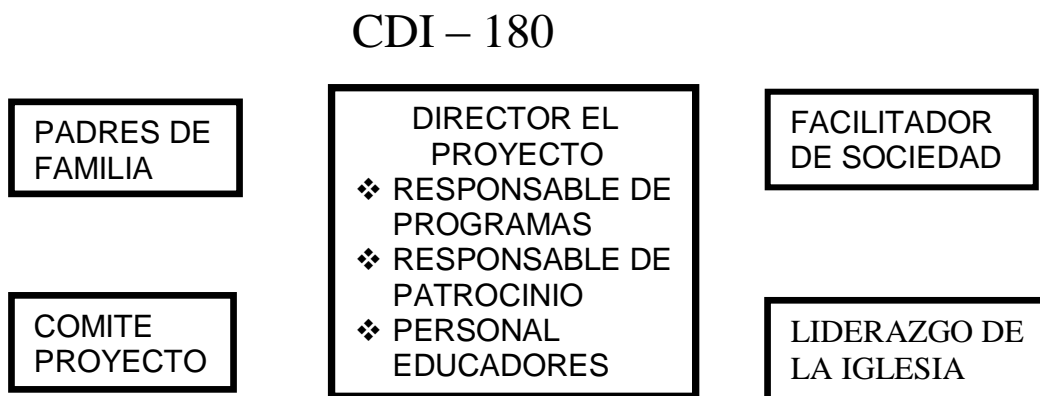 CDI – 180
PADRES DE
FAMILIA
DIRECTOR EL
PROYECTO
❖ RESPONSABLE DE
PROGRAMAS
❖ RESPONSABLE DE
PATROCINIO
❖ PERSONAL
EDUCADORES
FACILITADOR
DE SOCIEDAD
COMITE
PROYECTO
LIDERAZGO DE
LA IGLESIA